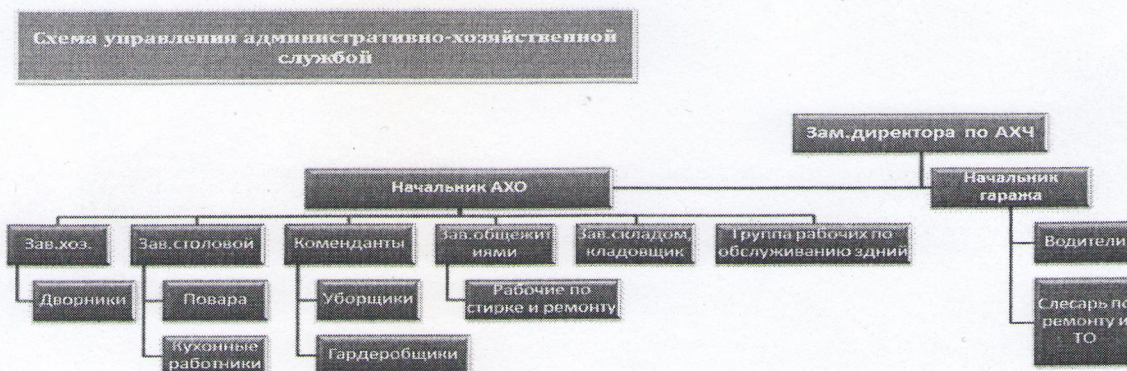 Схема управления административно-хозяйственной
службой
Зам.директора по АХЧ
Начальник АХО
Начальник
гаража
Зав.хоз.
Зав.столовой
Коменданты
Зав.общежит
иями
Зав.складом,
кладовщик
Группа рабочих по
обслуживанию здний
Водители
Дворники
Повара
Уборщики
Рабочие по
стирке и ремонту
Слесарь по
ремонту и
ТО
Кухонные
работники
Гардеробщики